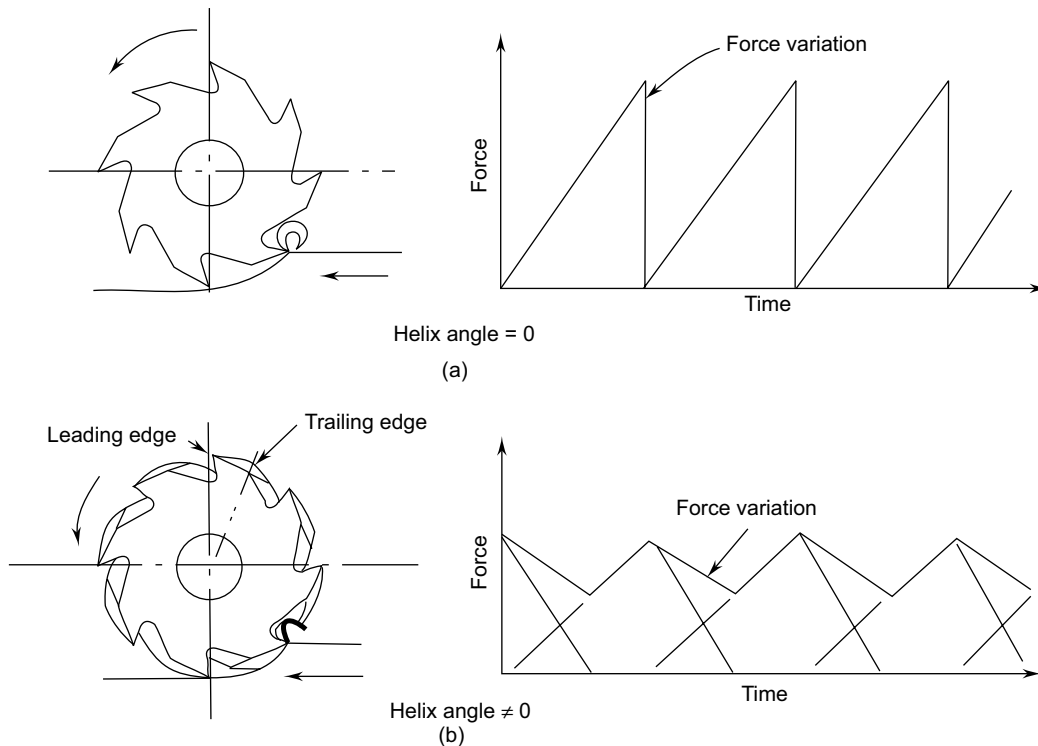 Force variation
Force
Time
Helix angle = 0
(a)
Leading edge
Trailing edge
Force variation
Force
Time
Helix angle ≠ 0
(b)